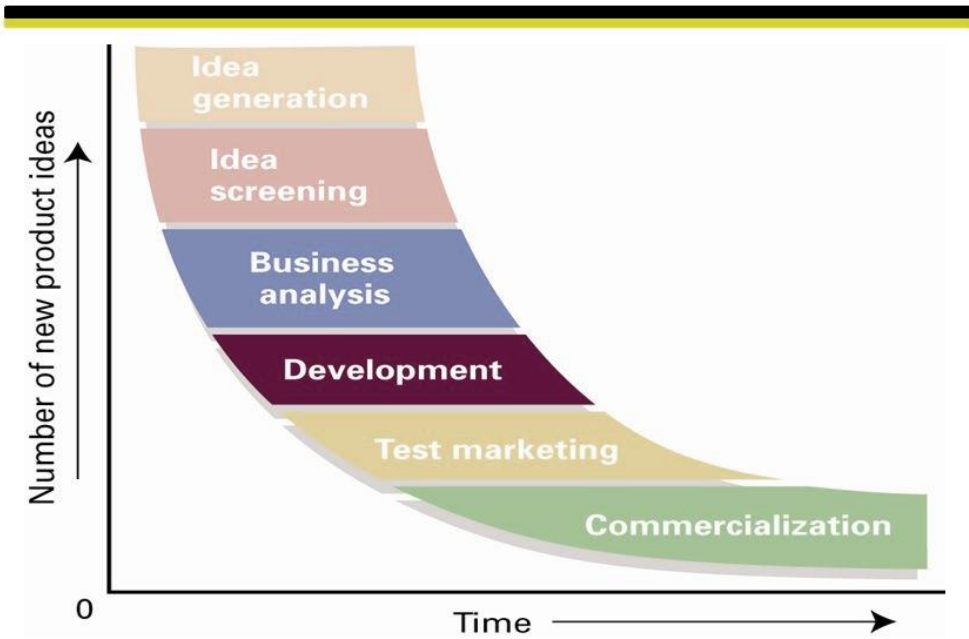 Number of new product ideas
Idea
generation
Idea
screening
Business
analysis
Development
Test marketing
Commercialization
0
Time